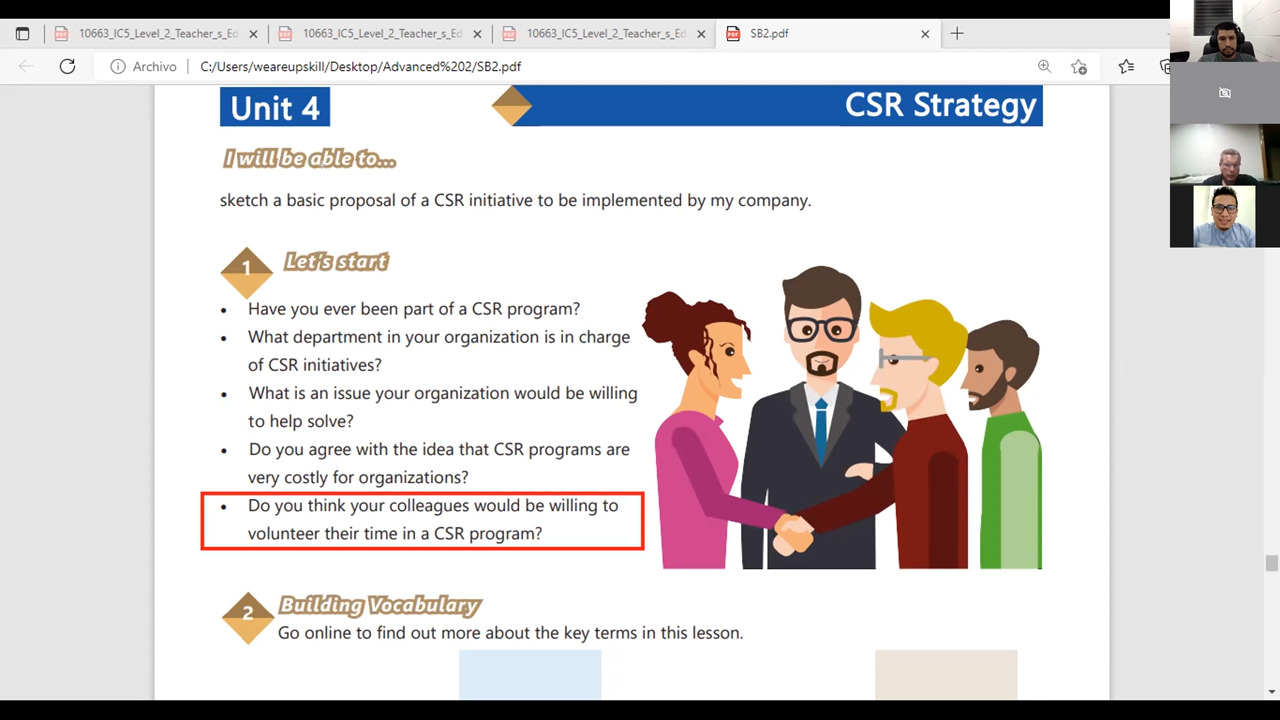 10663_IC5_Level_2_Teacher_s_Ed
10663_IC5_Level_2_Teacher_s_Ed
10663_IC5_Level_2_Teacher_s_Ed
SB2.pdf
Archivo
C:/Users/weareupskill/Desktop/Advanced%202/SB2.pdf
Unit 4
CSR Strategy
I will be able to...
sketch a basic proposal of a CSR initiative to be implemented by my company.
1
Let's start
• Have you ever been part of a CSR program?
• What department in your organization is in charge
of CSR initiatives?
• What is an issue your organization would be willing
to help solve?
• Do you agree with the idea that CSR programs are
very costly for organizations?
• Do you think your colleagues would be willing to
volunteer their time in a CSR program?
2
Building Vocabulary
Go online to find out more about the key terms in this lesson.